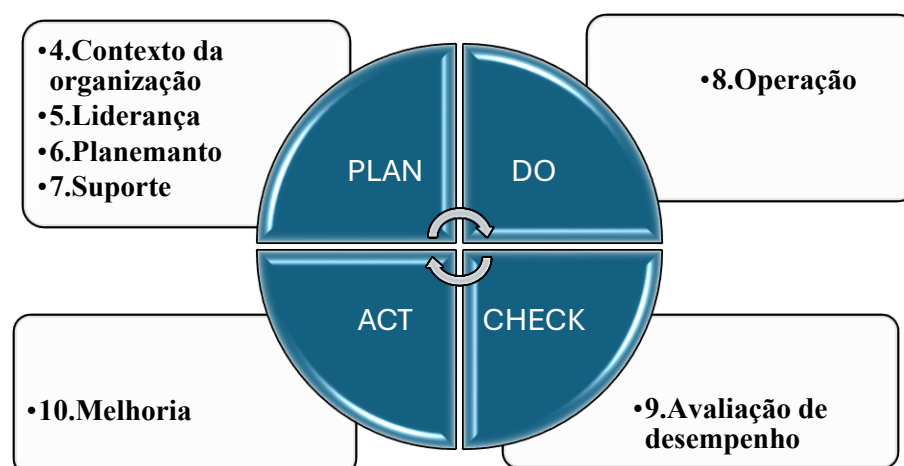 •4.Contexto da
organização
•5.Liderança
•6.Planemanto
•7.Suporte
•8.Operação
PLAN
DO
ACT
CHECK
•10.Melhoria
•9.Avaliação de
desempenho